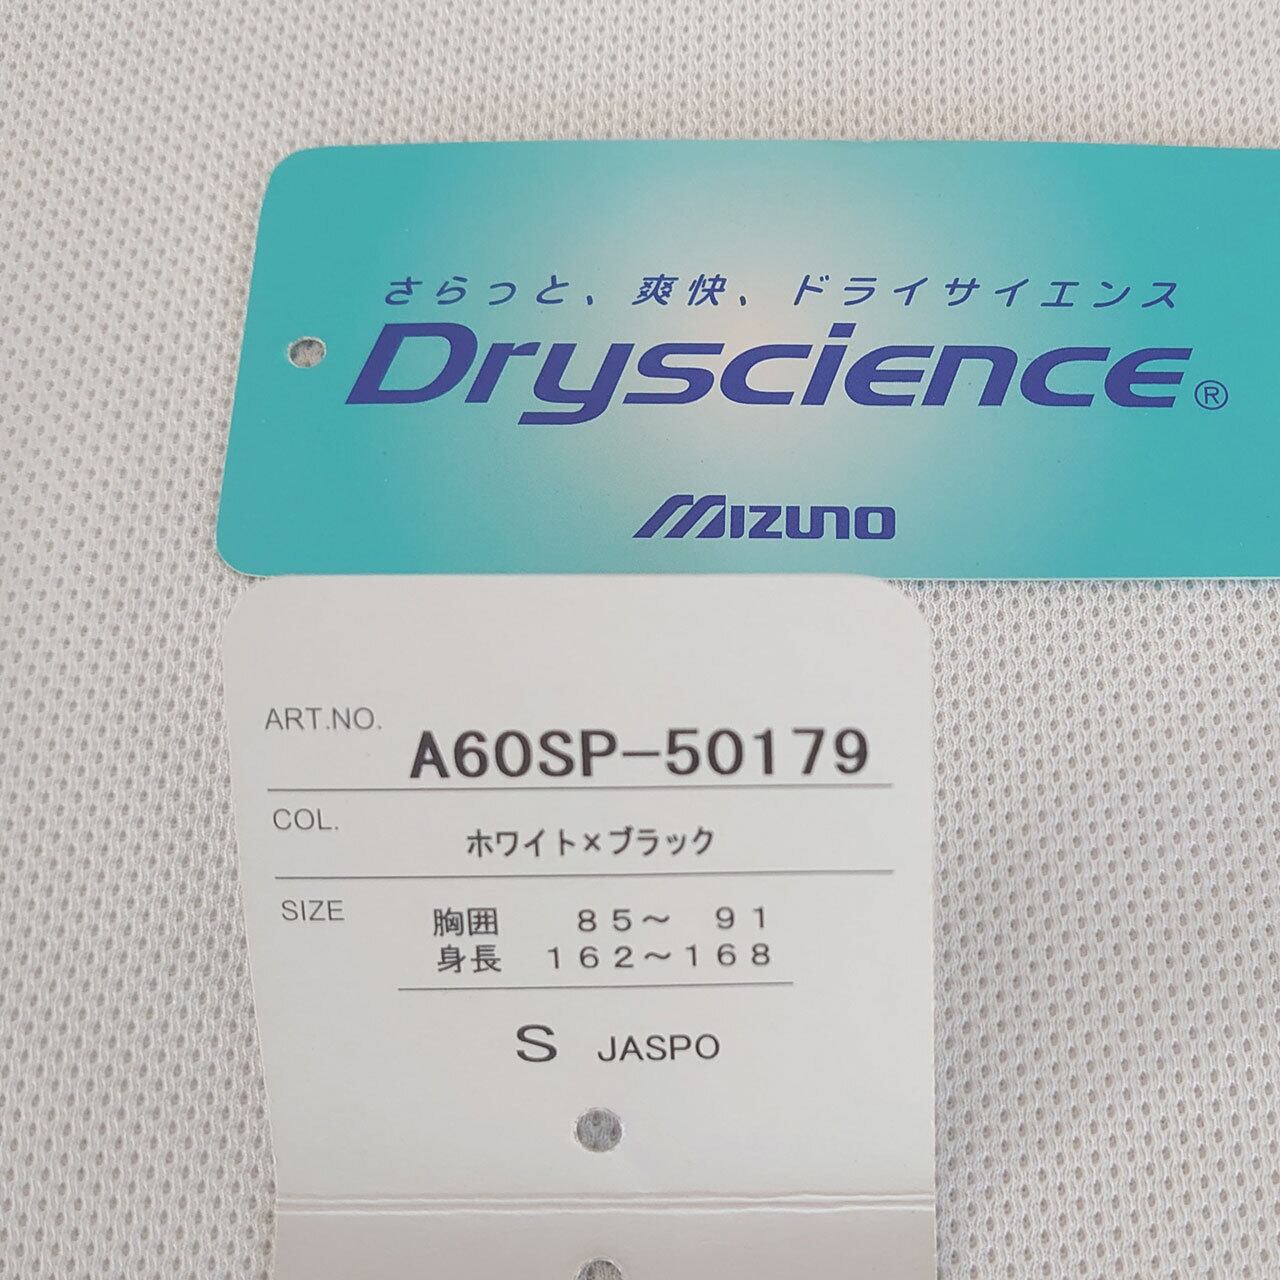 さらっと、爽快、ドライサイエンス
Dryscience®
MIZUNO
ART.NO. A60SP-50179
COL. ホワイト×ブラック
SIZE 胸囲 85～ 91
身長 162～168
S JASPO